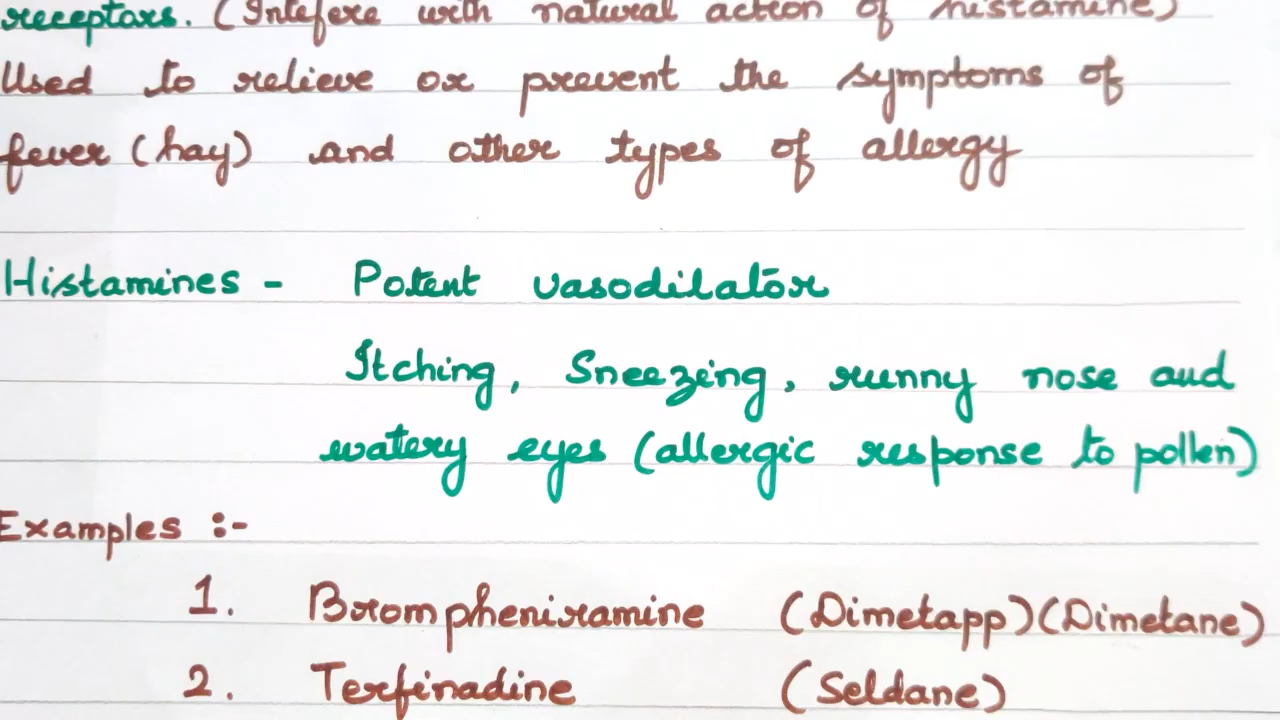 receptors. (Intefere with natural action of histamine)
Used to relieve or prevent the symptoms of
fever (hay) and other types of allergy
Histamines - Potent vasodilator
Itching, Sneezing, runny nose and
watery eyes (allergic response to pollen)
Examples :-
1. Brompheniramine (Dimetapp)(Dimetane)
2. Terfinadine (Seldane)